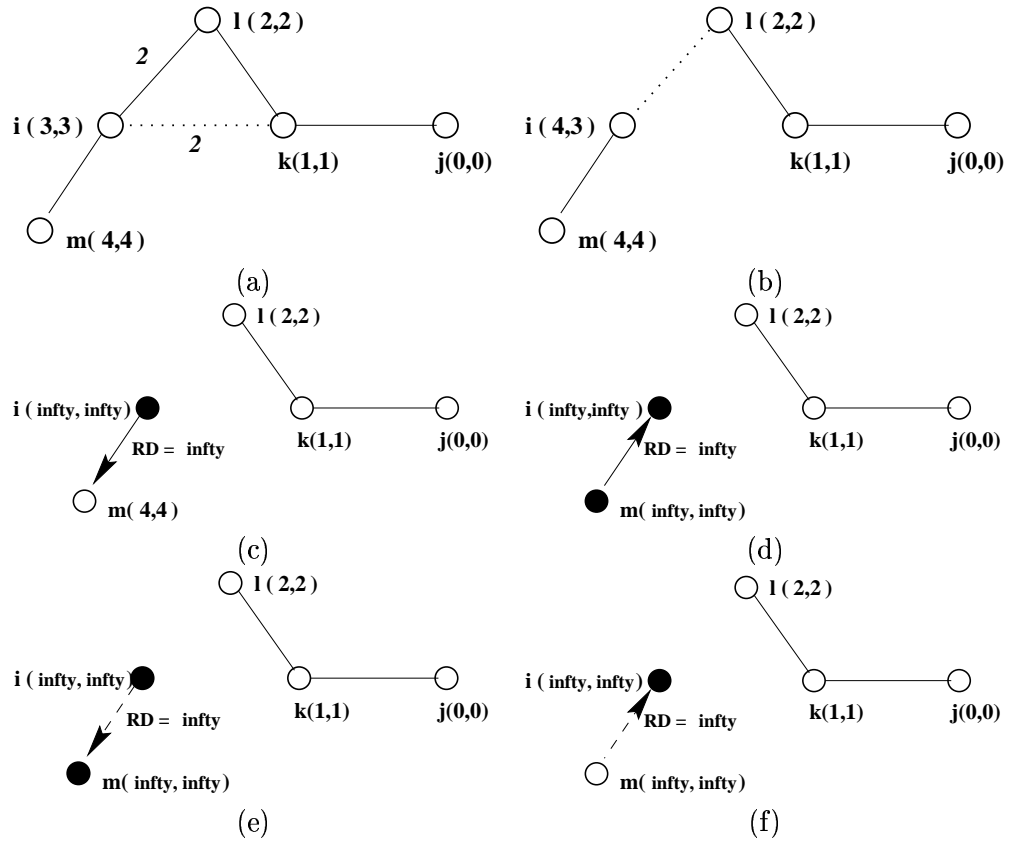 l ( 2,2 )
2
i ( 3,3 )
2
k(1,1)
j(0,0)
m( 4,4 )
(a)
l ( 2,2 )
i ( 4,3 )
k(1,1)
j(0,0)
m( 4,4 )
(b)
l ( 2,2 )
i ( infty, infty)
RD = infty
k(1,1)
j(0,0)
m( 4,4 )
(c)
l ( 2,2 )
i ( infty,infty )
RD = infty
k(1,1)
j(0,0)
m( infty, infty)
(d)
l ( 2,2 )
i ( infty, infty)
RD = infty
k(1,1)
j(0,0)
m( infty, infty)
(e)
l ( 2,2 )
i ( infty, infty)
RD = infty
k(1,1)
j(0,0)
m( infty, infty)
(f)